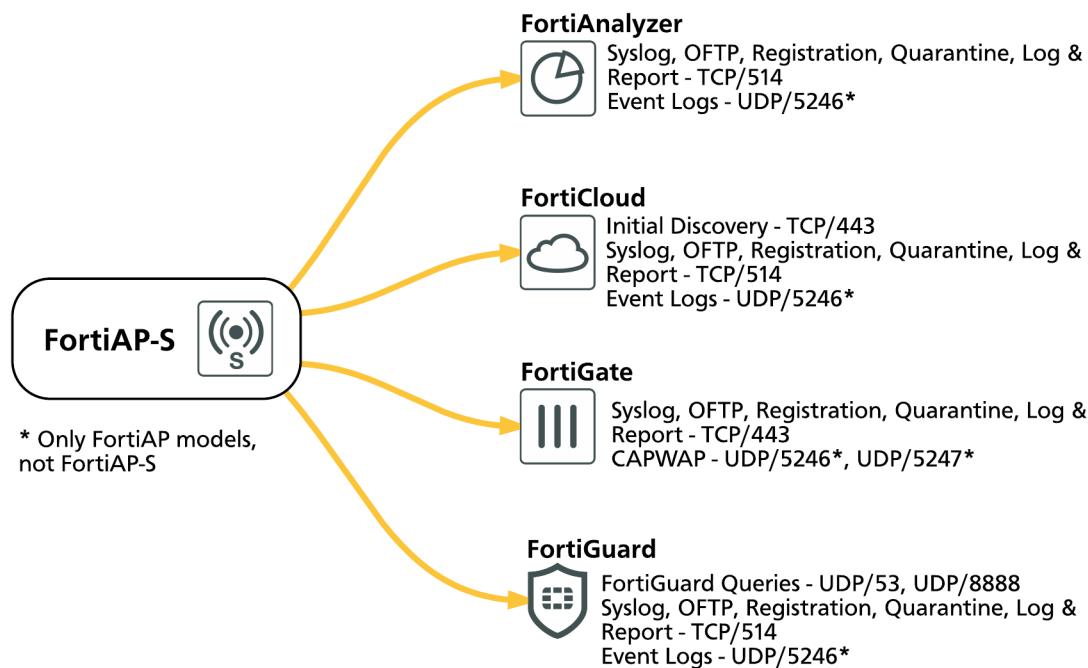 FortiAnalyzer
Syslog, OFTP, Registration, Quarantine, Log &
Report - TCP/514
Event Logs - UDP/5246*
FortiCloud
Initial Discovery - TCP/443
Syslog, OFTP, Registration, Quarantine, Log &
Report - TCP/514
Event Logs - UDP/5246*
FortiAP-S
S
* Only FortiAP models,
not FortiAP-S
FortiGate
Syslog, OFTP, Registration, Quarantine, Log &
Report - TCP/443
CAPWAP - UDP/5246*, UDP/5247*
FortiGuard
FortiGuard Queries - UDP/53, UDP/8888
Syslog, OFTP, Registration, Quarantine, Log &
Report - TCP/514
Event Logs - UDP/5246*